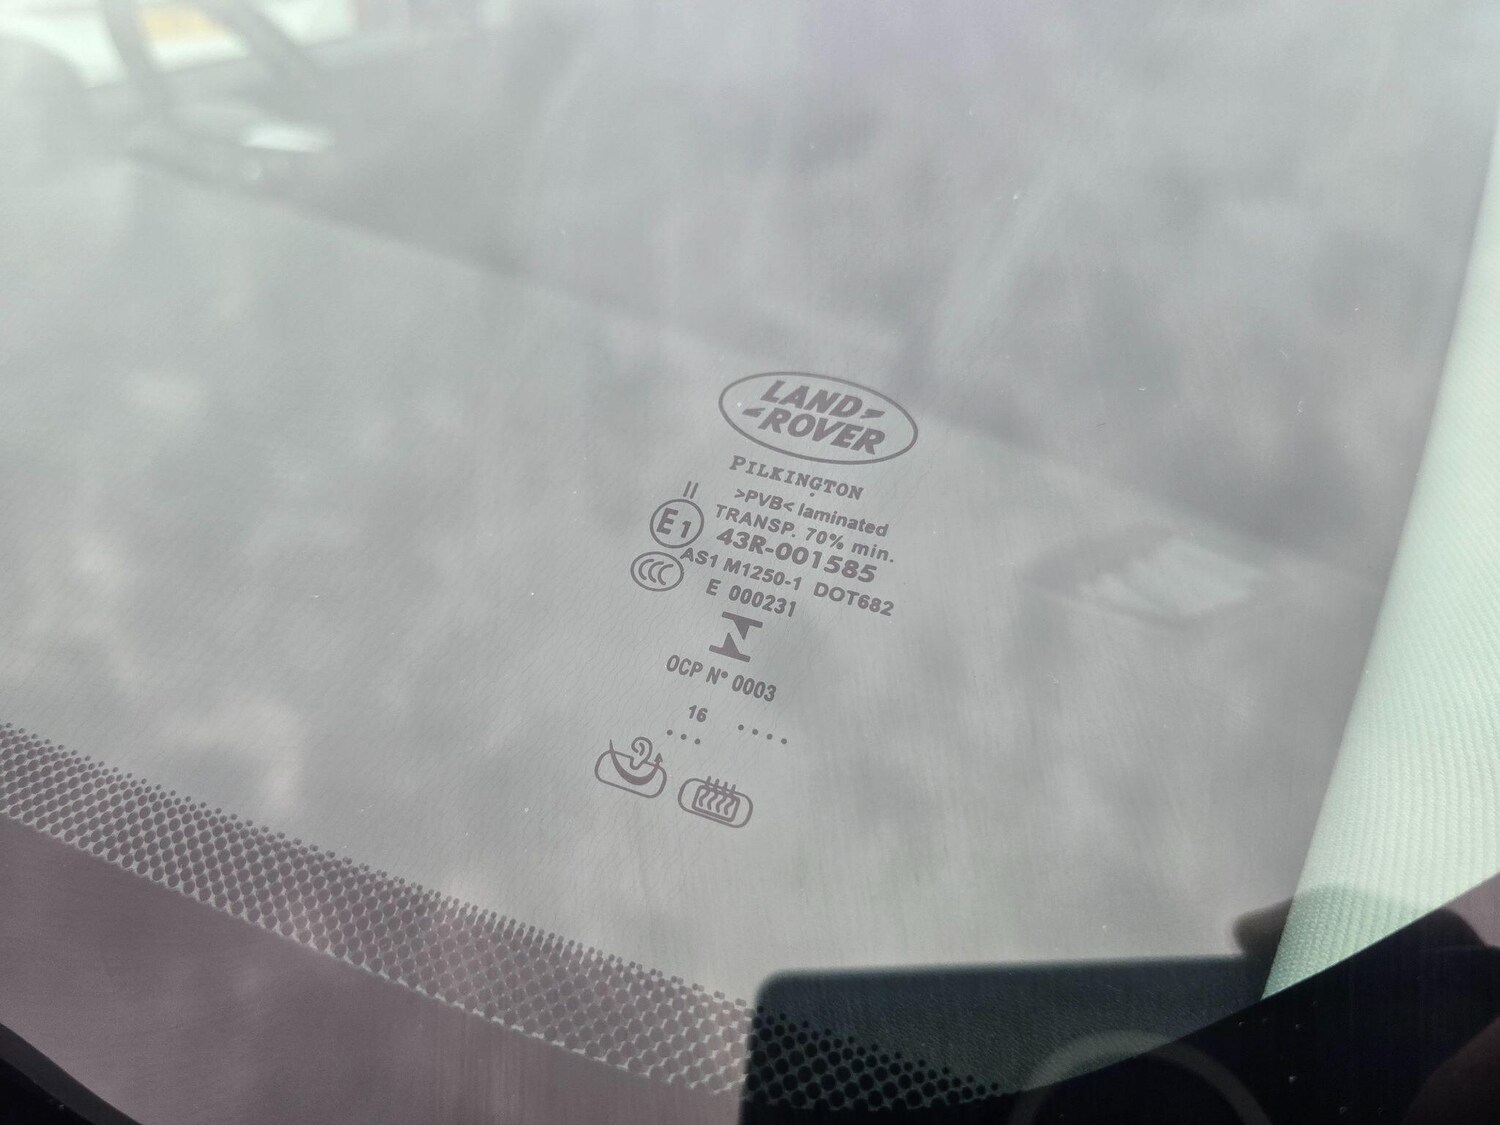 LAND
ROVER
PILKINGTON
II
>PVB< laminated
E1
TRANSP. 70% min.
43R-001585
CCC
AS1 M1250-1 DOT682
E 000231
OCP N° 0003
16 ....
...